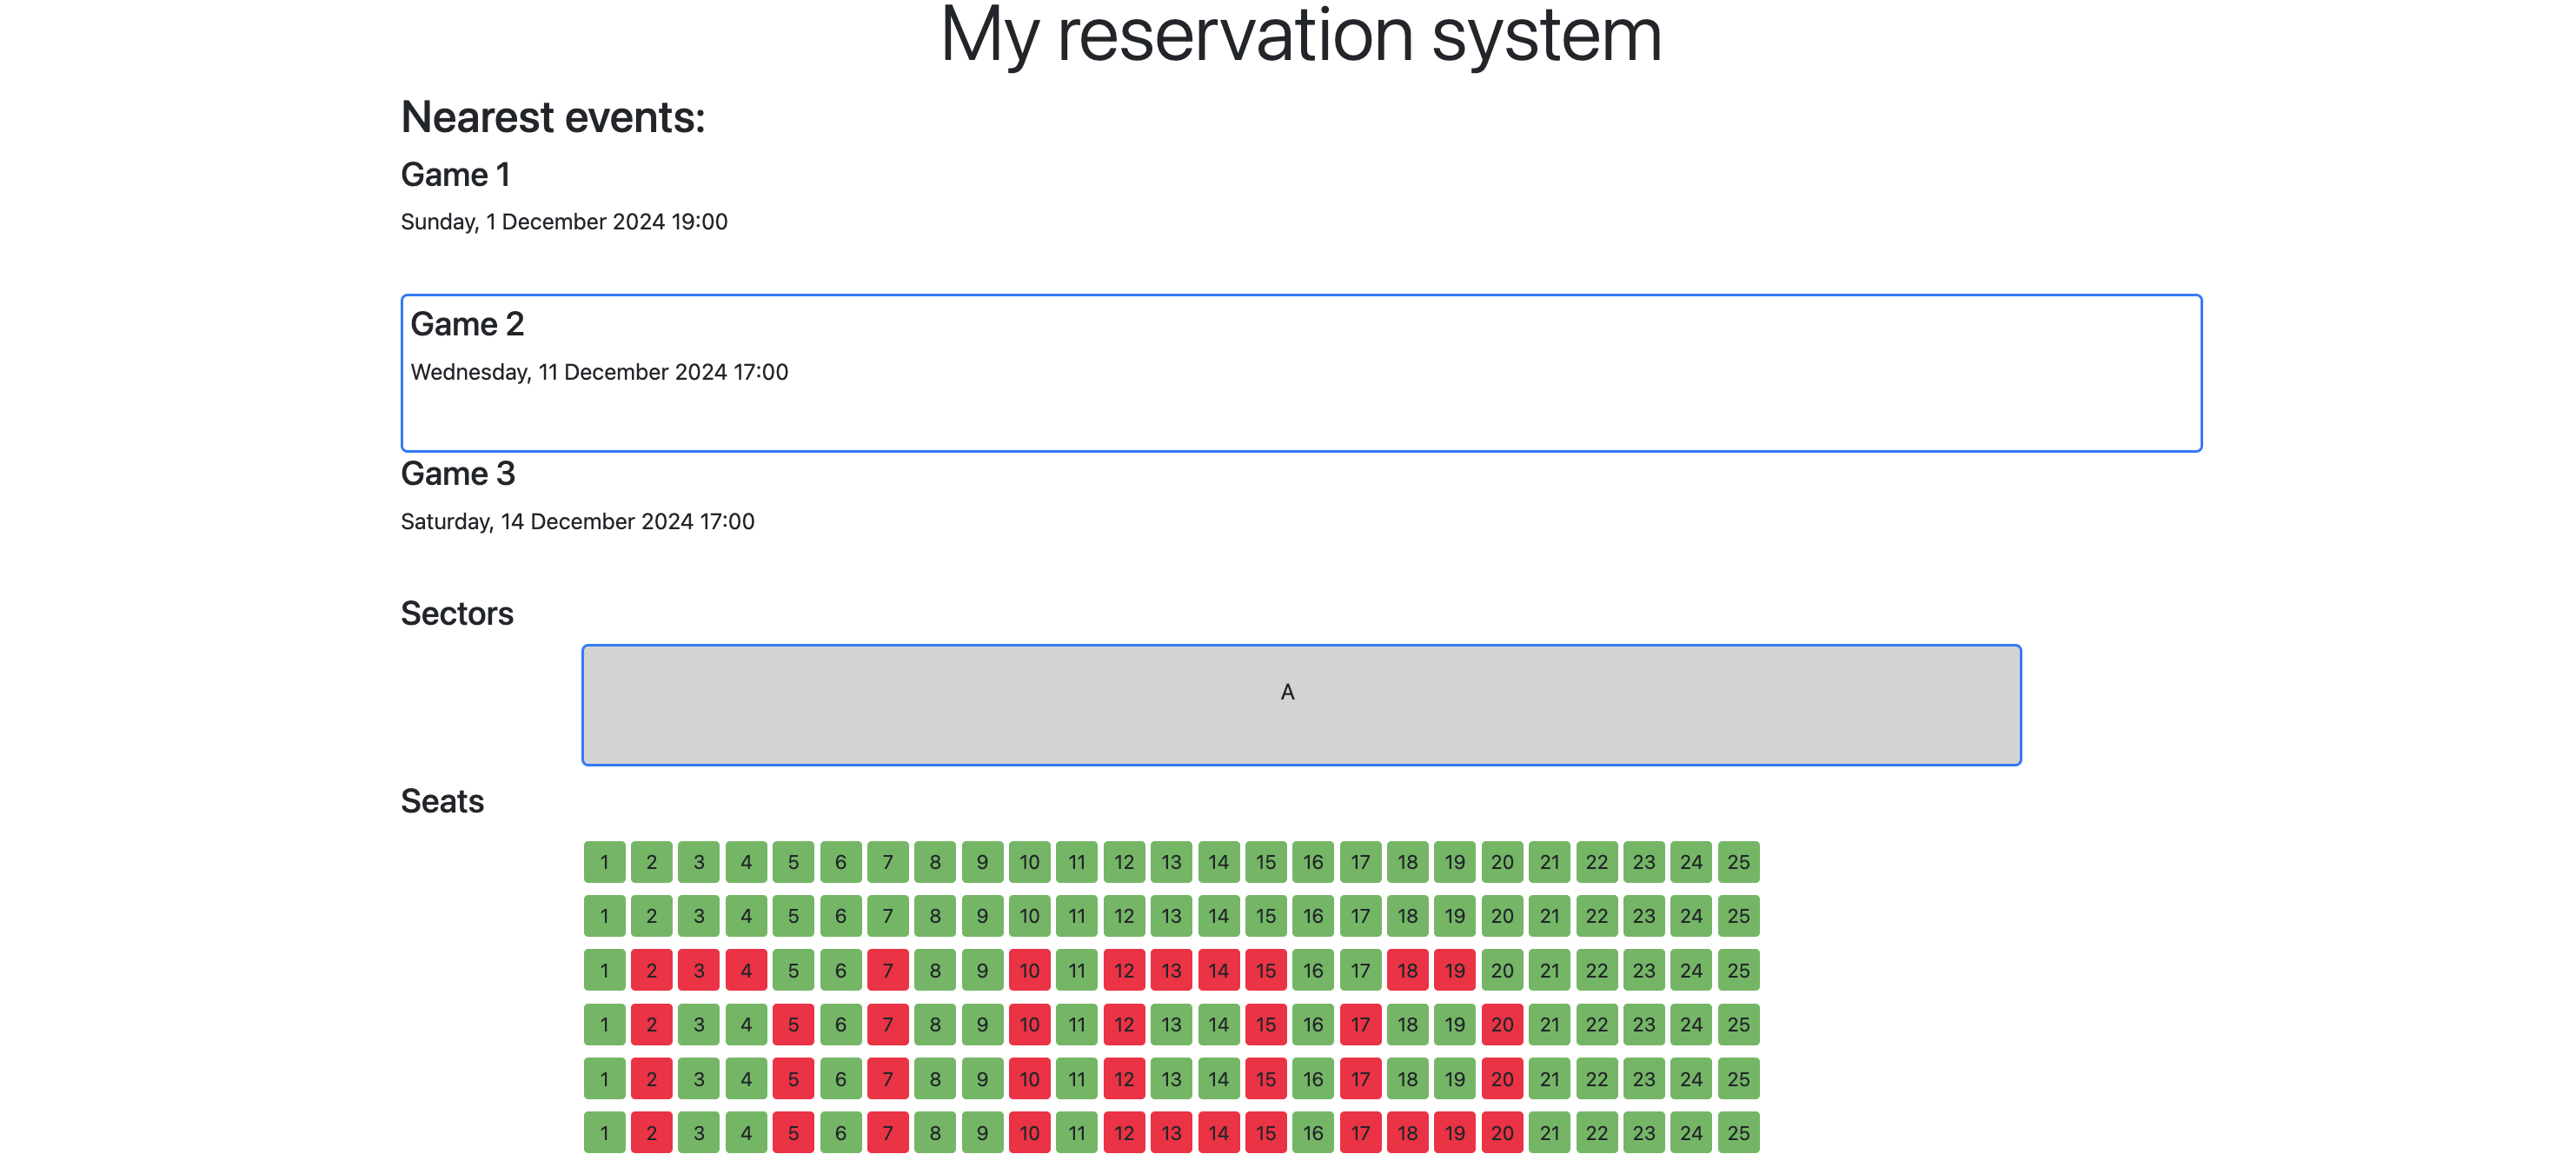 My reservation system
Nearest events:
Game 1
Sunday, 1 December 2024 19:00
Game 2
Wednesday, 11 December 2024 17:00
Game 3
Saturday, 14 December 2024 17:00
Sectors
A
Seats
1 2 3 4 5 6 7 8 9 10 11 12 13 14 15 16 17 18 19 20 21 22 23 24 25
1 2 3 4 5 6 7 8 9 10 11 12 13 14 15 16 17 18 19 20 21 22 23 24 25
1 2 3 4 5 6 7 8 9 10 11 12 13 14 15 16 17 18 19 20 21 22 23 24 25
1 2 3 4 5 6 7 8 9 10 11 12 13 14 15 16 17 18 19 20 21 22 23 24 25
1 2 3 4 5 6 7 8 9 10 11 12 13 14 15 16 17 18 19 20 21 22 23 24 25
1 2 3 4 5 6 7 8 9 10 11 12 13 14 15 16 17 18 19 20 21 22 23 24 25